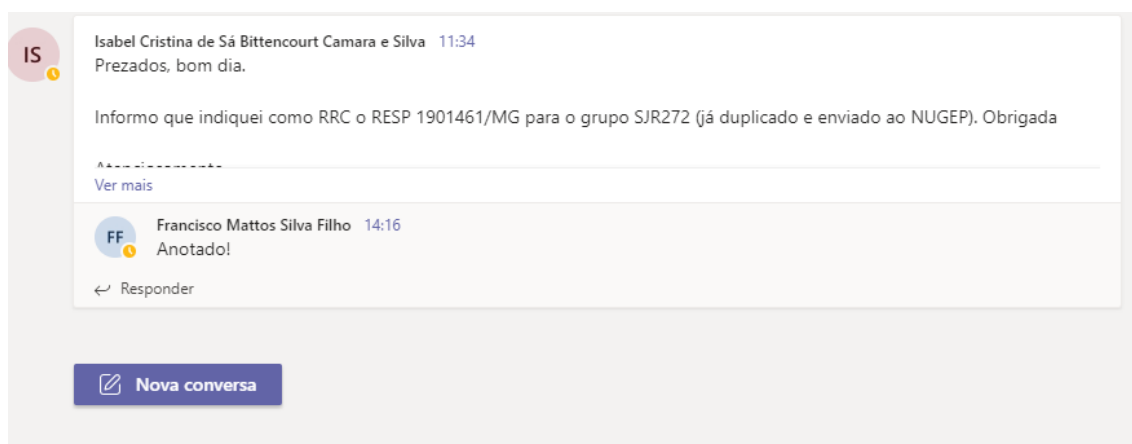 IS
Isabel Cristina de Sá Bittencourt Camara e Silva 11:34
Prezados, bom dia.
Informo que indiquei como RRC o RESP 1901461/MG para o grupo SJR272 (já duplicado e enviado ao NUGEP). Obrigada
Ver mais
FF
Francisco Mattos Silva Filho 14:16
Anotado!
Responder
Nova conversa